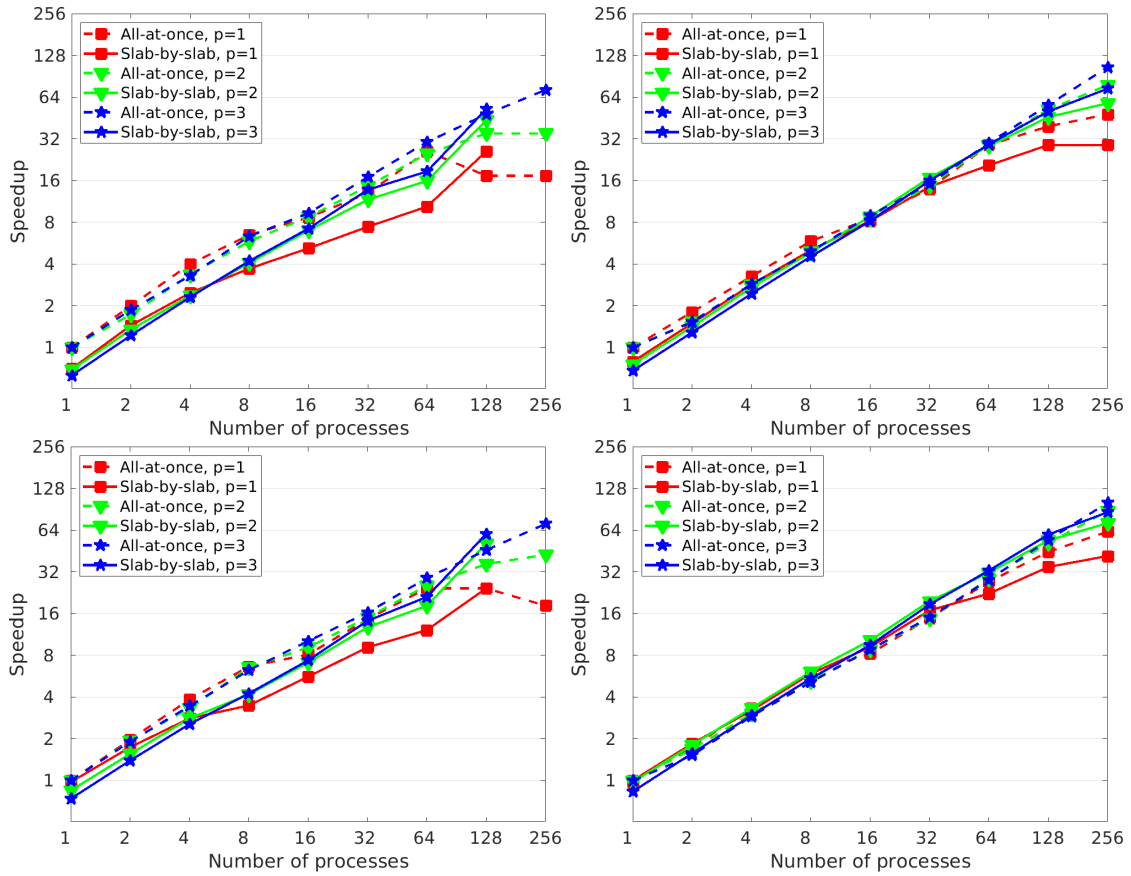 256
128
64
32
16
8
4
2
1
Speedup
All-at-once, p=1
Slab-by-slab, p=1
All-at-once, p=2
Slab-by-slab, p=2
All-at-once, p=3
Slab-by-slab, p=3
1 2 4 8 16 32 64 128 256
Number of processes
256
128
64
32
16
8
4
2
1
Speedup
All-at-once, p=1
Slab-by-slab, p=1
All-at-once, p=2
Slab-by-slab, p=2
All-at-once, p=3
Slab-by-slab, p=3
1 2 4 8 16 32 64 128 256
Number of processes
256
128
64
32
16
8
4
2
1
Speedup
All-at-once, p=1
Slab-by-slab, p=1
All-at-once, p=2
Slab-by-slab, p=2
All-at-once, p=3
Slab-by-slab, p=3
1 2 4 8 16 32 64 128 256
Number of processes
256
128
64
32
16
8
4
2
1
Speedup
All-at-once, p=1
Slab-by-slab, p=1
All-at-once, p=2
Slab-by-slab, p=2
All-at-once, p=3
Slab-by-slab, p=3
1 2 4 8 16 32 64 128 256
Number of processes